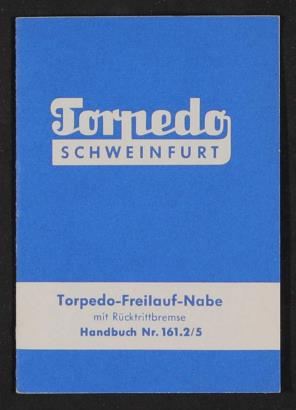 Torpedo
SCHWEINFURT
Torpedo-Freilauf-Nabe
mit Rücktrittbremse
Handbuch Nr. 161.2/5